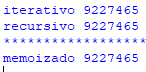 iterativo 9227465
recursivo 9227465
******************
memoizado 9227465